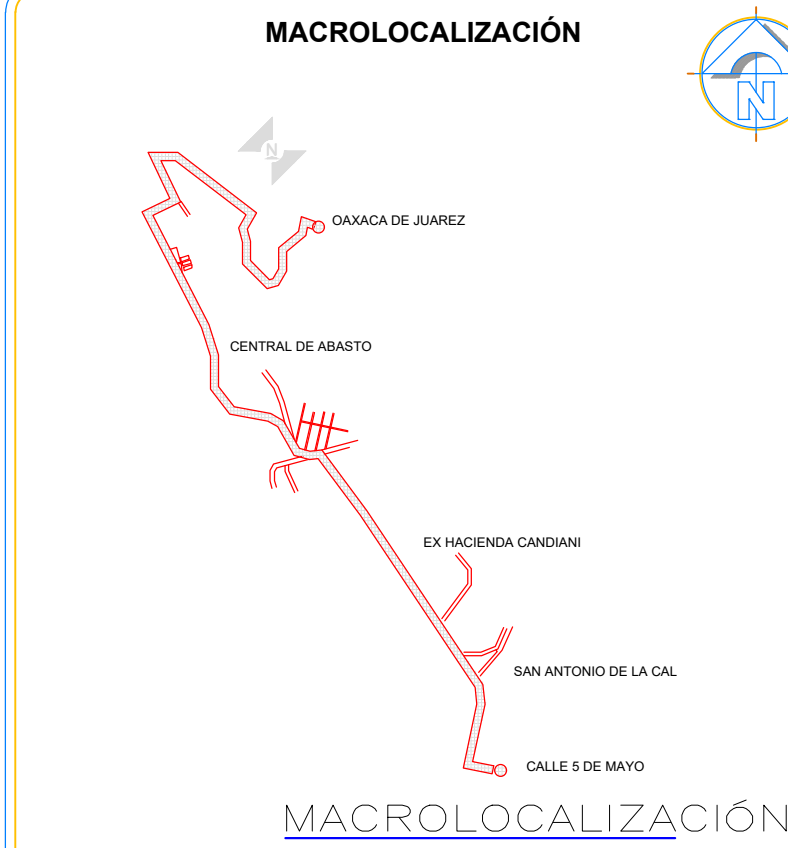 MACROLOCALIZACIÓN
N
N
OAXACA DE JUAREZ
CENTRAL DE ABASTO
EX HACIENDA CANDIANI
SAN ANTONIO DE LA CAL
CALLE 5 DE MAYO
MACROLOCALIZACIÓN